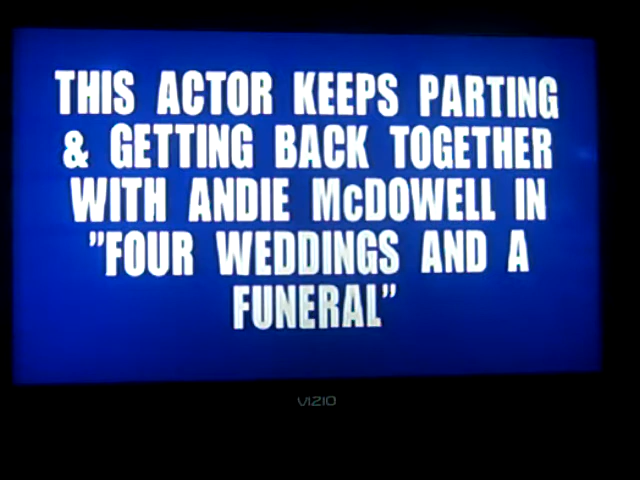 THIS ACTOR KEEPS PARTING
& GETTING BACK TOGETHER
WITH ANDIE McDOWELL IN
"FOUR WEDDINGS AND A
FUNERAL"
VIZIO